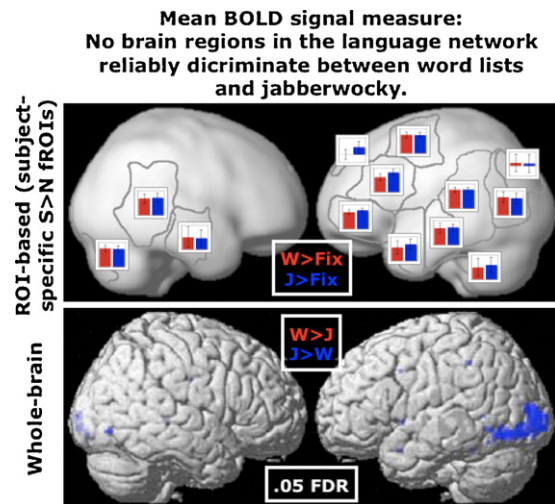 Mean BOLD signal measure:
No brain regions in the language network
reliably dicriminate between word lists
and jabberwocky.
ROI-based (subject-
specific S>N fROIs)
W>Fix
J>Fix
Whole-brain
W>J
J>W
.05 FDR